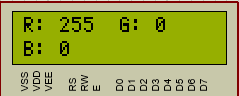 R: 255 G: 0
B: 0
VSS VDD VEE RS RW E D0 D1 D2 D3 D4 D5 D6 D7